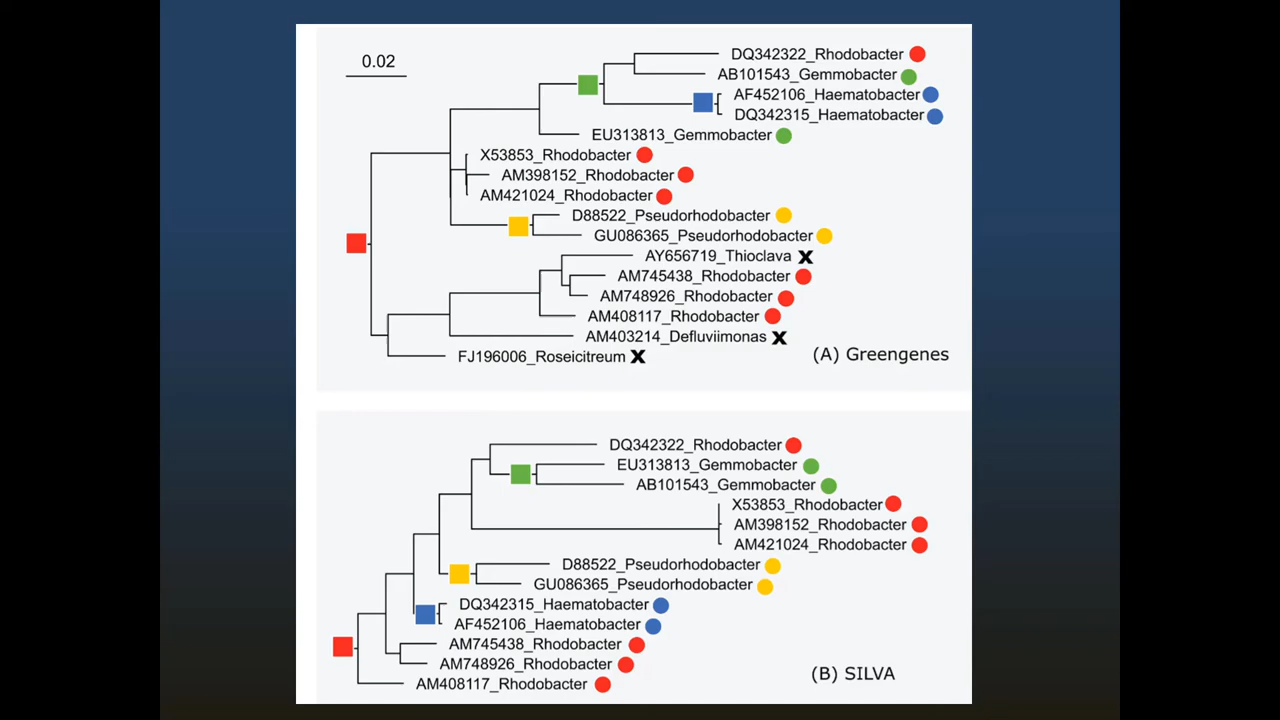 0.02
DQ342322_Rhodobacter
AB101543_Gemmobacter
AF452106_Haematobacter
DQ342315_Haematobacter
EU313813_Gemmobacter
X53853_Rhodobacter
AM398152_Rhodobacter
AM421024_Rhodobacter
D88522_Pseudorhodobacter
GU086365_Pseudorhodobacter
AY656719_Thioclava X
AM745438_Rhodobacter
AM748926_Rhodobacter
AM408117_Rhodobacter
AM403214_Defluviimonas X
FJ196006_Roseicitreum X
(A) Greengenes
DQ342322_Rhodobacter
EU313813_Gemmobacter
AB101543_Gemmobacter
X53853_Rhodobacter
AM398152_Rhodobacter
AM421024_Rhodobacter
D88522_Pseudorhodobacter
GU086365_Pseudorhodobacter
DQ342315_Haematobacter
AF452106_Haematobacter
AM745438_Rhodobacter
AM748926_Rhodobacter
AM408117_Rhodobacter
(B) SILVA